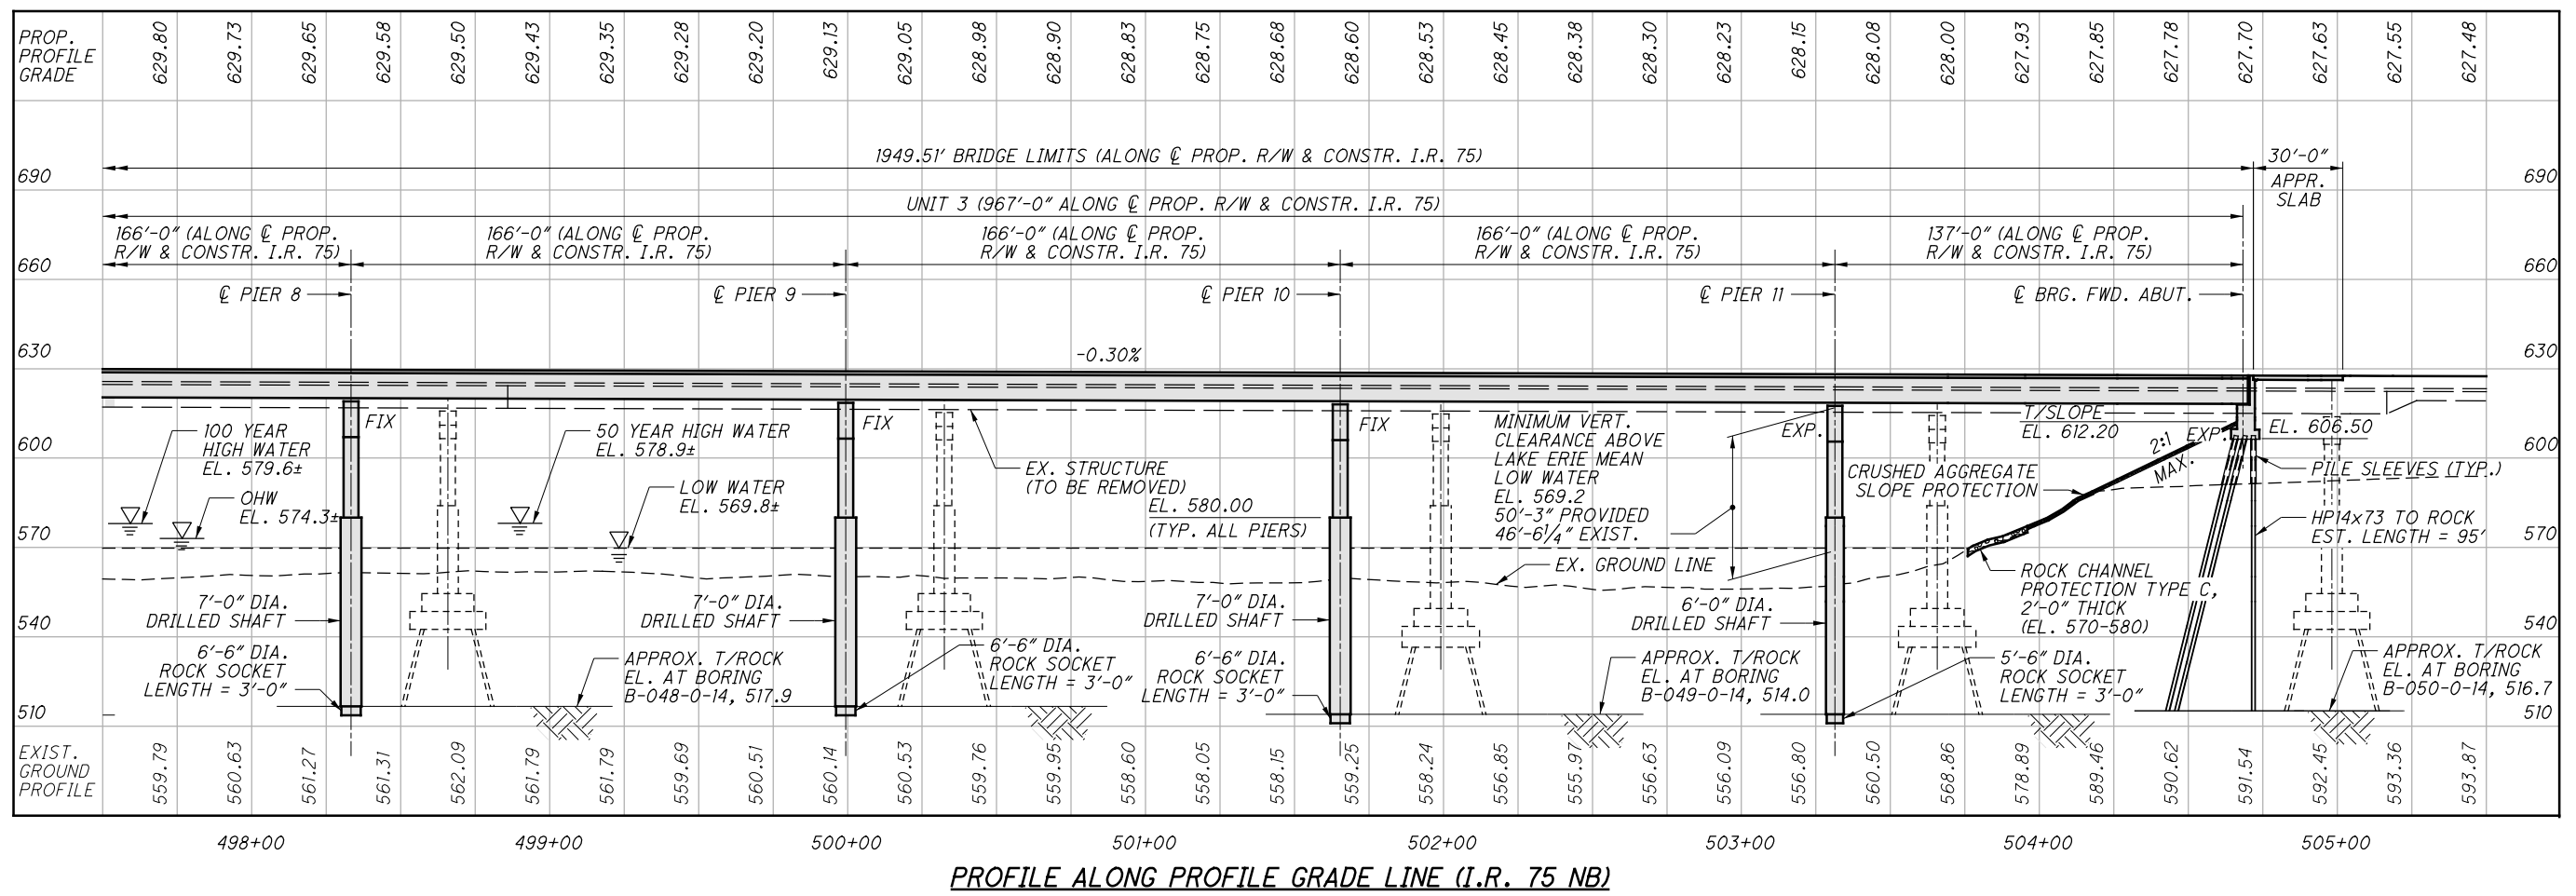 PROP.
PROFILE
GRADE
629.80 629.73 629.65 629.58 629.50 629.43 629.35 629.28 629.20 629.13 629.05 628.98 628.90 628.83 628.75 628.68 628.60 628.53 628.45 628.38 628.30 628.23 628.15 628.08 628.00 627.93 627.85 627.78 627.70 627.63 627.55 627.48
1949.51' BRIDGE LIMITS (ALONG ℄ PROP. R/W & CONSTR. I.R. 75)
30'-0"
APPR.
SLAB
690
690
UNIT 3 (967'-0" ALONG ℄ PROP. R/W & CONSTR. I.R. 75)
166'-0" (ALONG ℄ PROP.
R/W & CONSTR. I.R. 75)
166'-0" (ALONG ℄ PROP.
R/W & CONSTR. I.R. 75)
166'-0" (ALONG ℄ PROP.
R/W & CONSTR. I.R. 75)
166'-0" (ALONG ℄ PROP.
R/W & CONSTR. I.R. 75)
137'-0" (ALONG ℄ PROP.
R/W & CONSTR. I.R. 75)
660
660
℄ PIER 8
℄ PIER 9
℄ PIER 10
℄ PIER 11
℄ BRG. FWD. ABUT.
630
-0.30%
630
FIX
FIX
FIX
EXP.
EXP.
100 YEAR
HIGH WATER
EL. 579.6±
OHW
EL. 574.3±
50 YEAR HIGH WATER
EL. 578.9±
LOW WATER
EL. 569.8±
EX. STRUCTURE
(TO BE REMOVED)
EL. 580.00
(TYP. ALL PIERS)
MINIMUM VERT.
CLEARANCE ABOVE
LAKE ERIE MEAN
LOW WATER
EL. 569.2
50'-3" PROVIDED
46'-6¼" EXIST.
T/SLOPE
EL. 612.20
2:1
MAX.
EL. 606.50
CRUSHED AGGREGATE
SLOPE PROTECTION
PILE SLEEVES (TYP.)
HP14x73 TO ROCK
EST. LENGTH = 95'
600
600
570
570
EX. GROUND LINE
ROCK CHANNEL
PROTECTION TYPE C,
2'-0" THICK
(EL. 570-580)
7'-0" DIA.
DRILLED SHAFT
7'-0" DIA.
DRILLED SHAFT
7'-0" DIA.
DRILLED SHAFT
6'-0" DIA.
DRILLED SHAFT
540
540
6'-6" DIA.
ROCK SOCKET
LENGTH = 3'-0"
APPROX. T/ROCK
EL. AT BORING
B-048-0-14, 517.9
6'-6" DIA.
ROCK SOCKET
LENGTH = 3'-0"
6'-6" DIA.
ROCK SOCKET
LENGTH = 3'-0"
APPROX. T/ROCK
EL. AT BORING
B-049-0-14, 514.0
5'-6" DIA.
ROCK SOCKET
LENGTH = 3'-0"
APPROX. T/ROCK
EL. AT BORING
B-050-0-14, 516.7
510
510
EXIST.
GROUND
PROFILE
559.79 560.63 561.27 561.31 562.09 561.79 561.79 559.69 560.51 560.14 560.53 559.76 559.95 558.60 558.05 558.15 559.25 558.24 556.85 555.97 556.63 556.09 556.80 560.50 568.86 578.89 589.46 590.62 591.54 592.45 593.36 593.87
498+00 499+00 500+00 501+00 502+00 503+00 504+00 505+00
PROFILE ALONG PROFILE GRADE LINE (I.R. 75 NB)